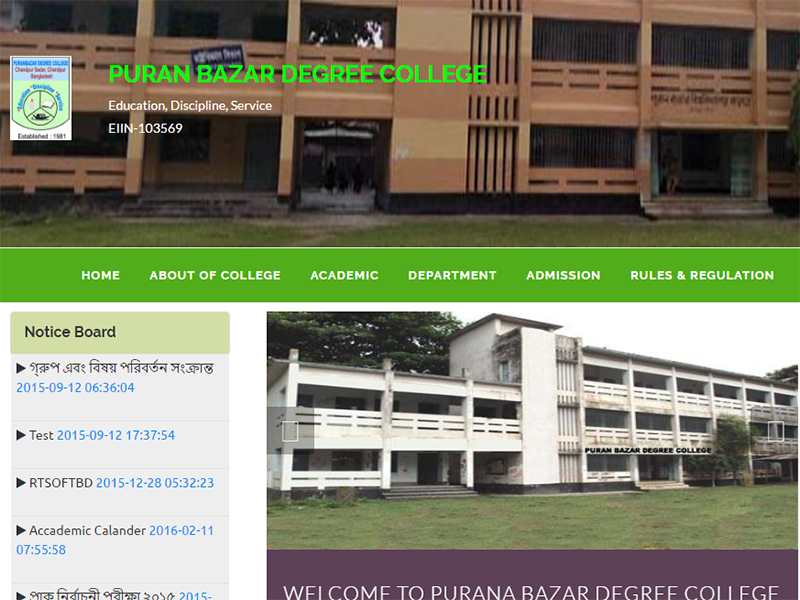 PURANBAZAR DEGREE COLLEGE
Chandpur Sadar, Chandpur
Bangladesh
Education Discipline Service
Established : 1981
PURAN BAZAR DEGREE COLLEGE
Education, Discipline, Service
EIIN-103569
HOME ABOUT OF COLLEGE ACADEMIC DEPARTMENT ADMISSION RULES & REGULATION
Notice Board
গ্রুপ এবং বিষয় পরিবর্তন সংক্রান্ত
2015-09-12 06:36:04
Test 2015-09-12 17:37:54
RTSOFTBD 2015-12-28 05:32:23
Accademic Calander 2016-02-11
07:55:58
প্রাক নির্বাচনী পরীক্ষা ২০১৫ 2015-
PURAN BAZAR DEGREE COLLEGE
WELCOME TO PURANA BAZAR DEGREE COLLEGE